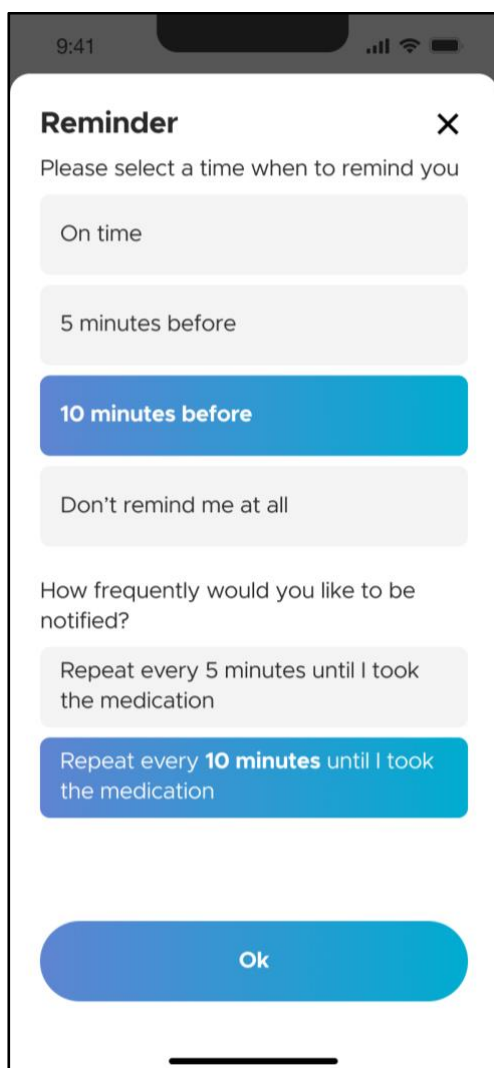 9:41
Reminder
Please select a time when to remind you
On time
5 minutes before
10 minutes before
Don’t remind me at all
How frequently would you like to be
notified?
Repeat every 5 minutes until I took
the medication
Repeat every 10 minutes until I took
the medication
Ok